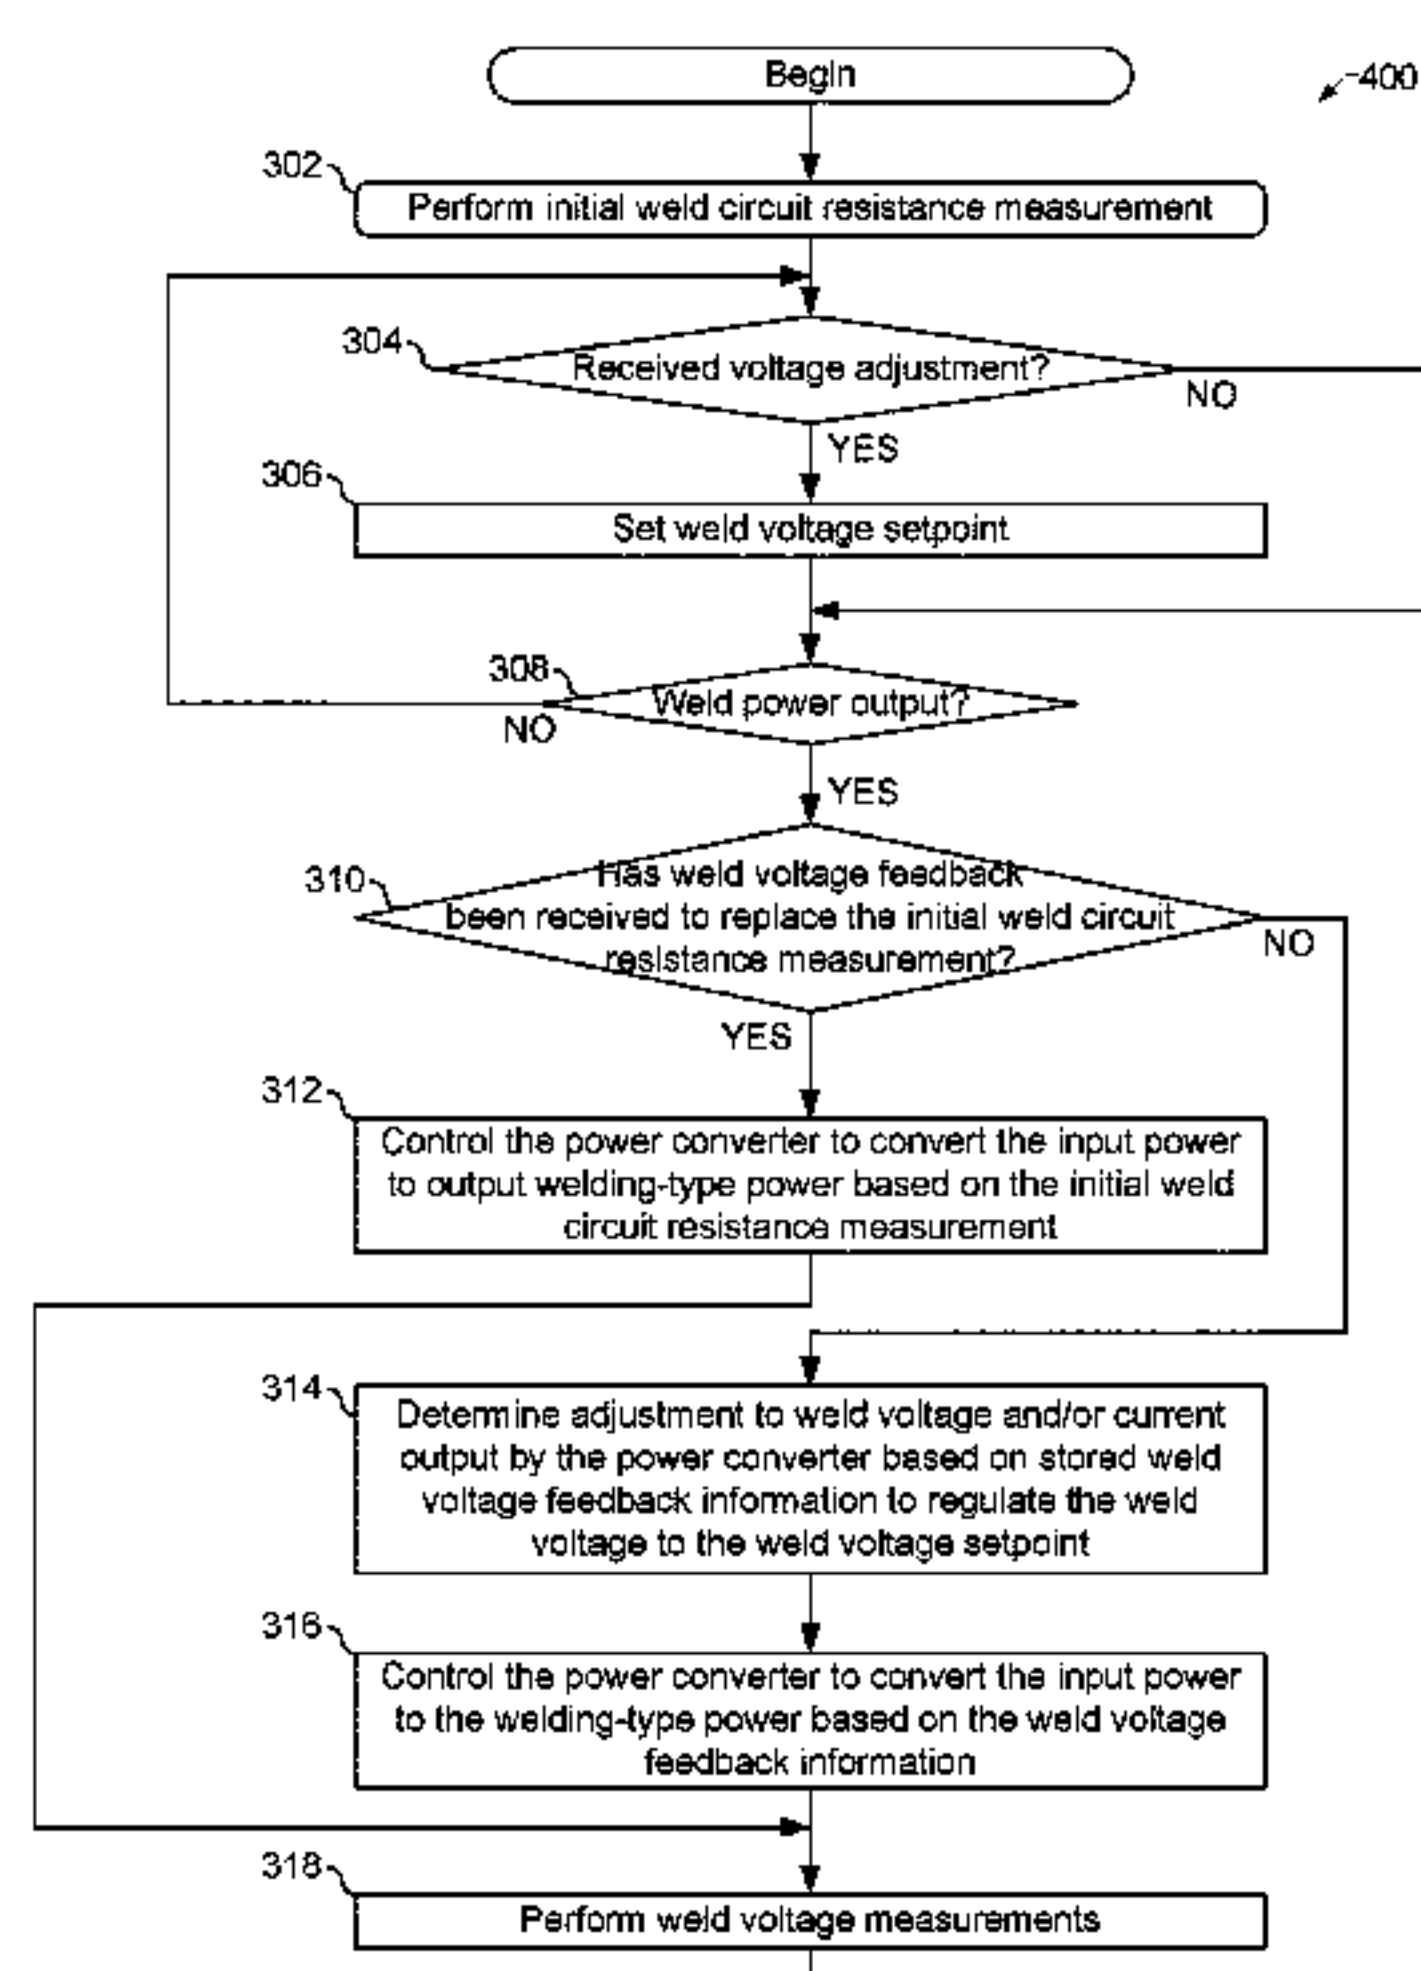 Begin
400
302
Perform initial weld circuit resistance measurement
304
Received voltage adjustment?
NO
YES
306
Set weld voltage setpoint
308
Weld power output?
NO
YES
310
Has weld voltage feedback
been received to replace the initial weld circuit
resistance measurement?
NO
YES
312
Control the power converter to convert the input power
to output welding-type power based on the initial weld
circuit resistance measurement
314
Determine adjustment to weld voltage and/or current
output by the power converter based on stored weld
voltage feedback information to regulate the weld
voltage to the weld voltage setpoint
316
Control the power converter to convert the input power
to the welding-type power based on the weld voltage
feedback information
318
Perform weld voltage measurements